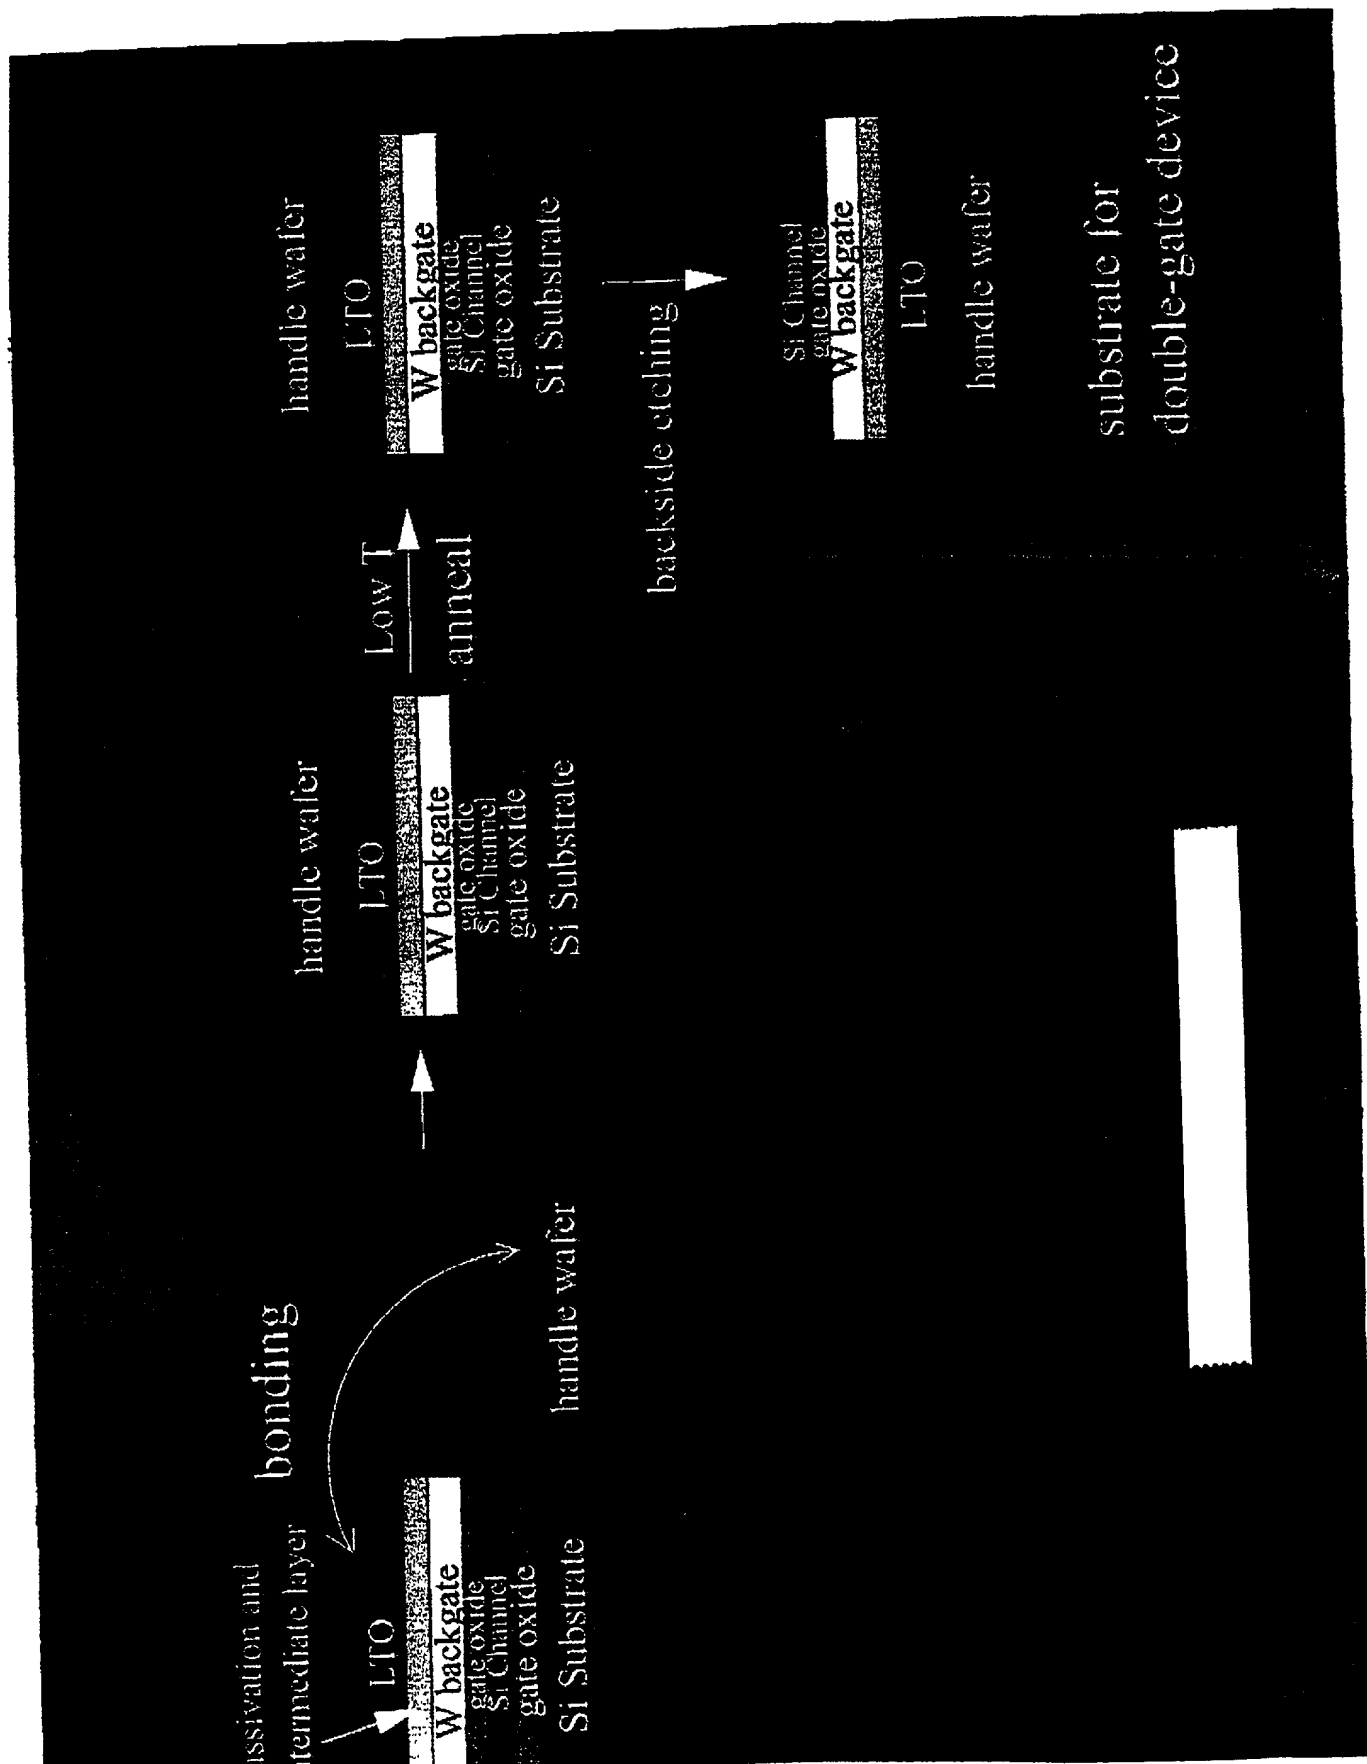 ssivation and
ntermediate layer
LTO
W backgate
gate oxide
Si Channel
gate oxide
Si Substrate
bonding
handle wafer
handle wafer
LTO
W backgate
gate oxide
Si Channel
gate oxide
Si Substrate
Low T
anneal
handle wafer
LTO
W backgate
gate oxide
Si Channel
gate oxide
Si Substrate
backside etching
Si Channel
gate oxide
W backgate
LTO
handle wafer
substrate for
double-gate device